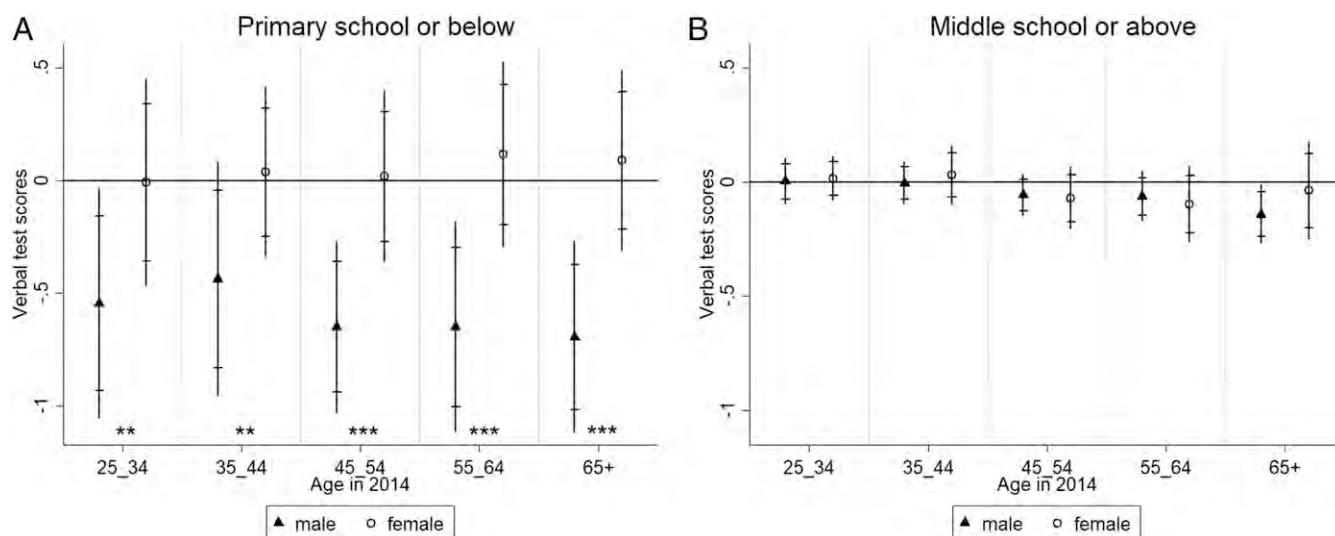 A
Primary school or below
Verbal test scores
.5
0
-.5
-1
** ** *** *** ***
25_34 35_44 45_54 55_64 65+
Age in 2014
male female
B
Middle school or above
Verbal test scores
.5
0
-.5
-1
25_34 35_44 45_54 55_64 65+
Age in 2014
male female